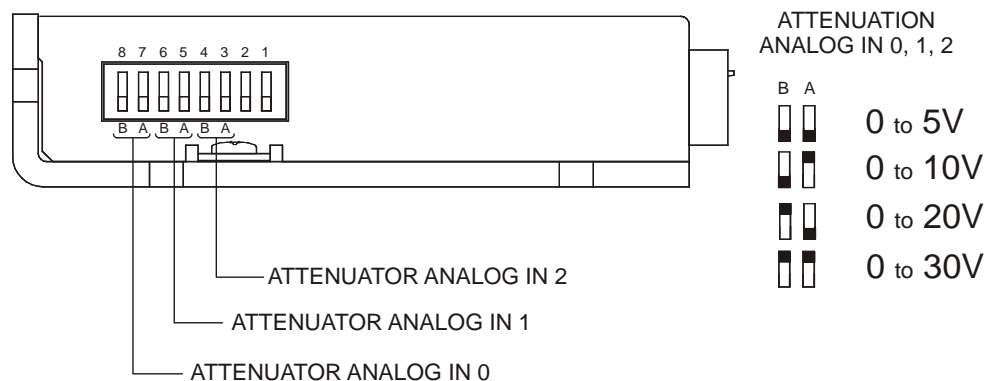 ATTENUATION
ANALOG IN 0, 1, 2
8 7 6 5 4 3 2 1
B A B A B A
B A
0 to 5V
0 to 10V
0 to 20V
0 to 30V
ATTENUATOR ANALOG IN 2
ATTENUATOR ANALOG IN 1
ATTENUATOR ANALOG IN 0